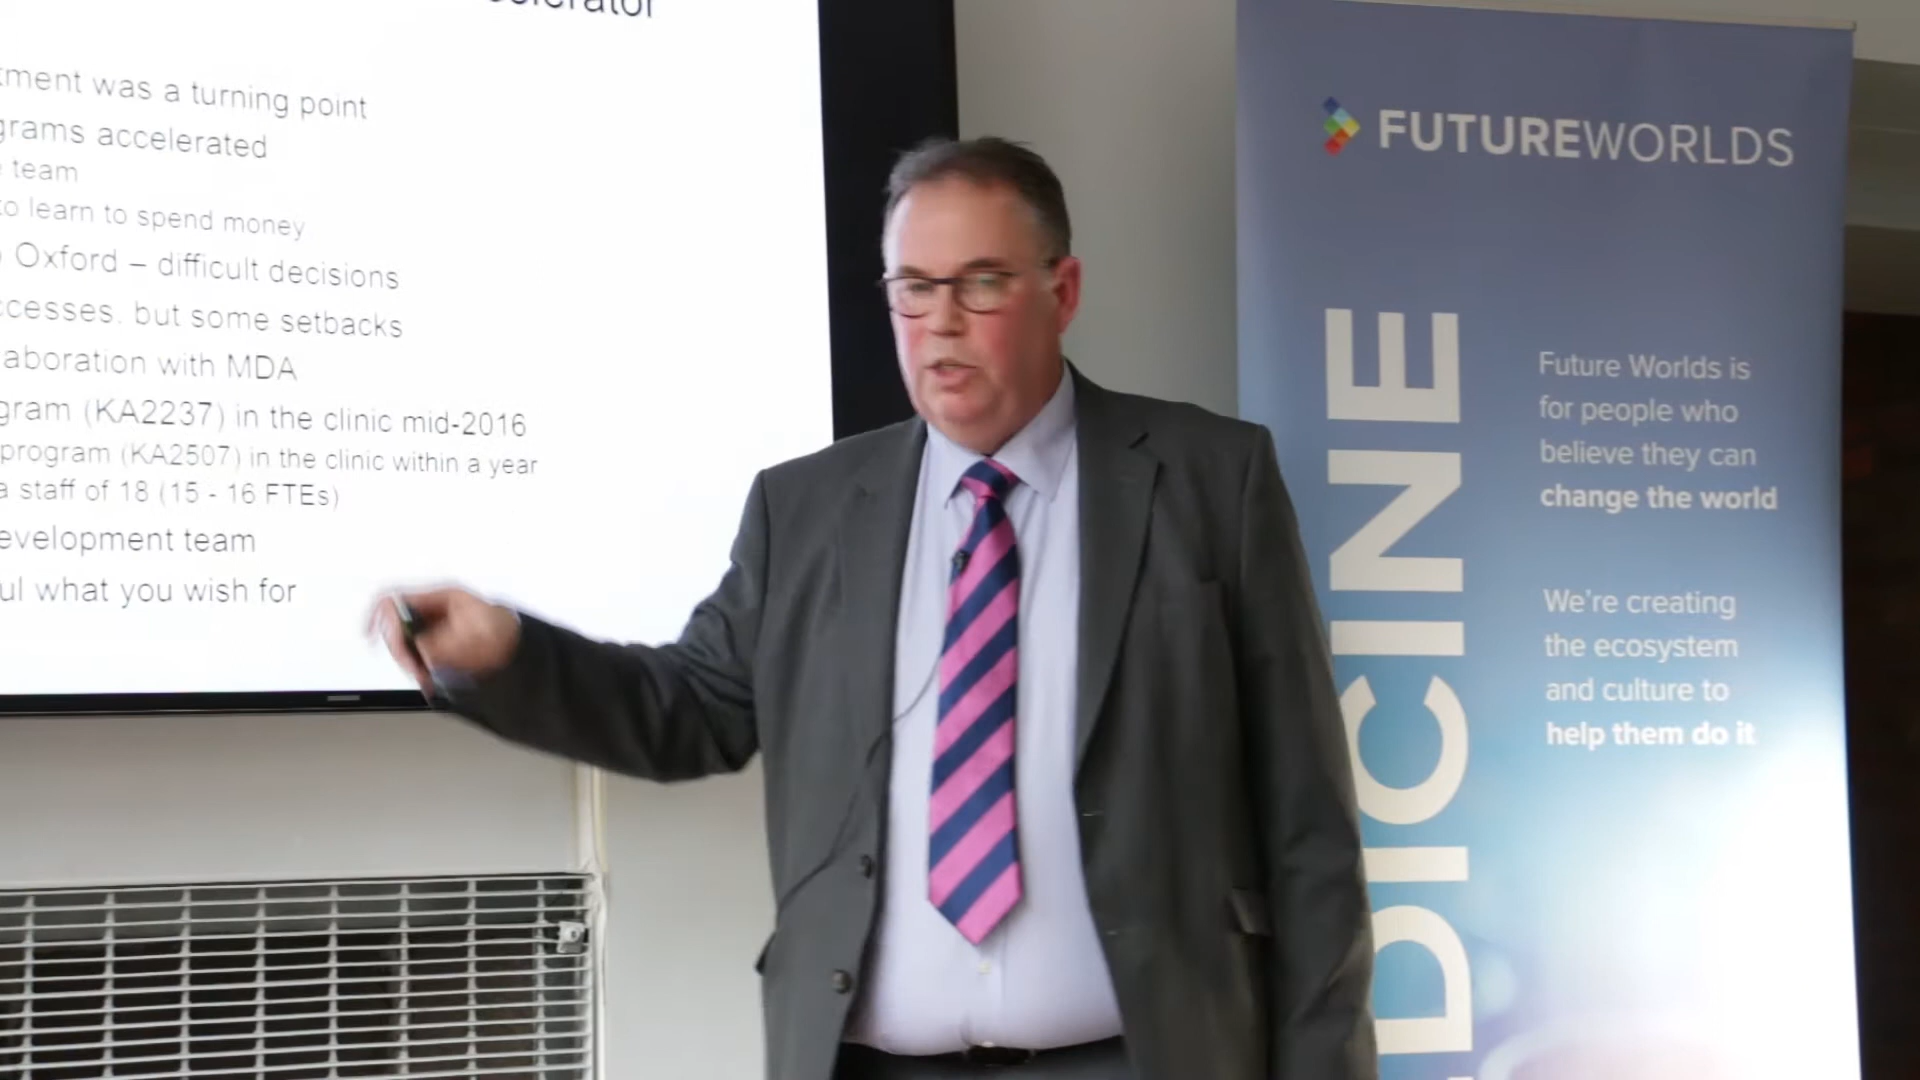 celerator
tment was a turning point
grams accelerated
team
to learn to spend money
Oxford – difficult decisions
ccesses. but some setbacks
aboration with MDA
gram (KA2237) in the clinic mid-2016
program (KA2507) in the clinic within a year
a staff of 18 (15 - 16 FTEs)
evelopment team
ul what you wish for
FUTUREWORLDS
DICINE
Future Worlds is
for people who
believe they can
change the world
We're creating
the ecosystem
and culture to
help them do it